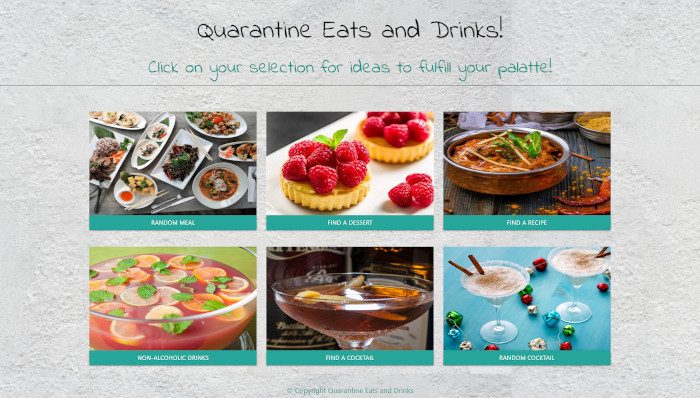 Quarantine Eats and Drinks!
Click on your selection for ideas to fulfill your palatte!
RANDOM MEAL
FIND A DESSERT
FIND A RECIPE
NON-ALCOHOLIC DRINKS
FIND A COCKTAIL
RANDOM COCKTAIL
© Copyright Quarantine Eats and Drinks